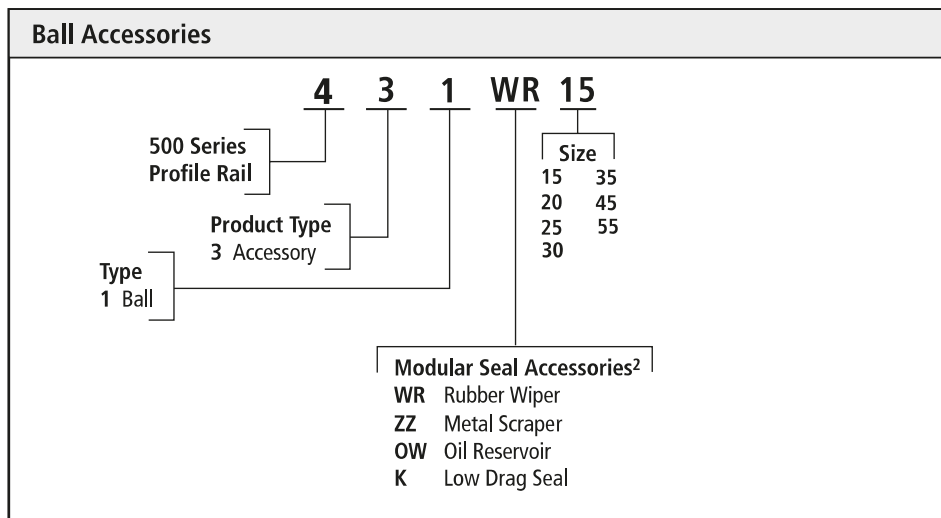 Ball Accessories
4 3 1 WR 15
500 Series
Profile Rail
Product Type
3 Accessory
Type
1 Ball
Size
15 35
20 45
25 55
30
Modular Seal Accessories²
WR Rubber Wiper
ZZ Metal Scraper
OW Oil Reservoir
K Low Drag Seal